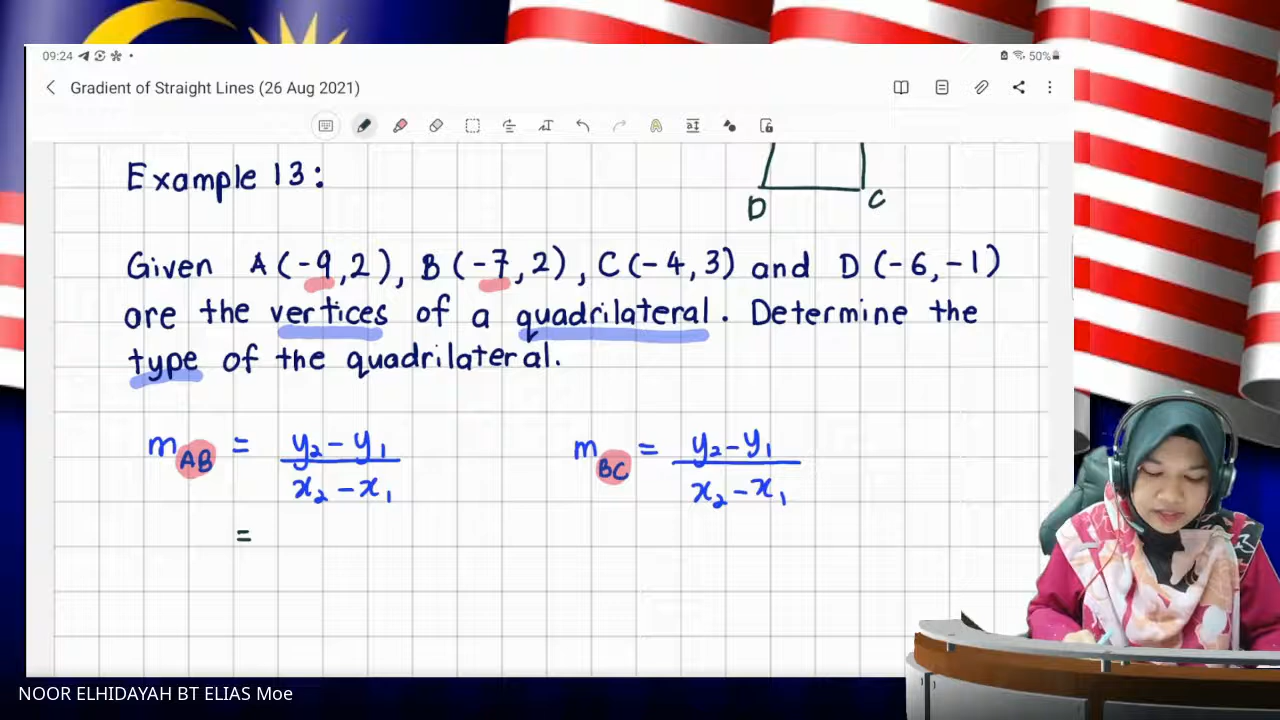 09:24
50%
Gradient of Straight Lines (26 Aug 2021)
Example 13:
D C
Given A(-9,2), B(-7,2), C(-4,3) and D(-6,-1)
are the vertices of a quadrilateral. Determine the
type of the quadrilateral.
m_AB = (y₂-y₁)/(x₂-x₁)
m_BC = (y₂-y₁)/(x₂-x₁)
=
NOOR ELHIDAYAH BT ELIAS Moe